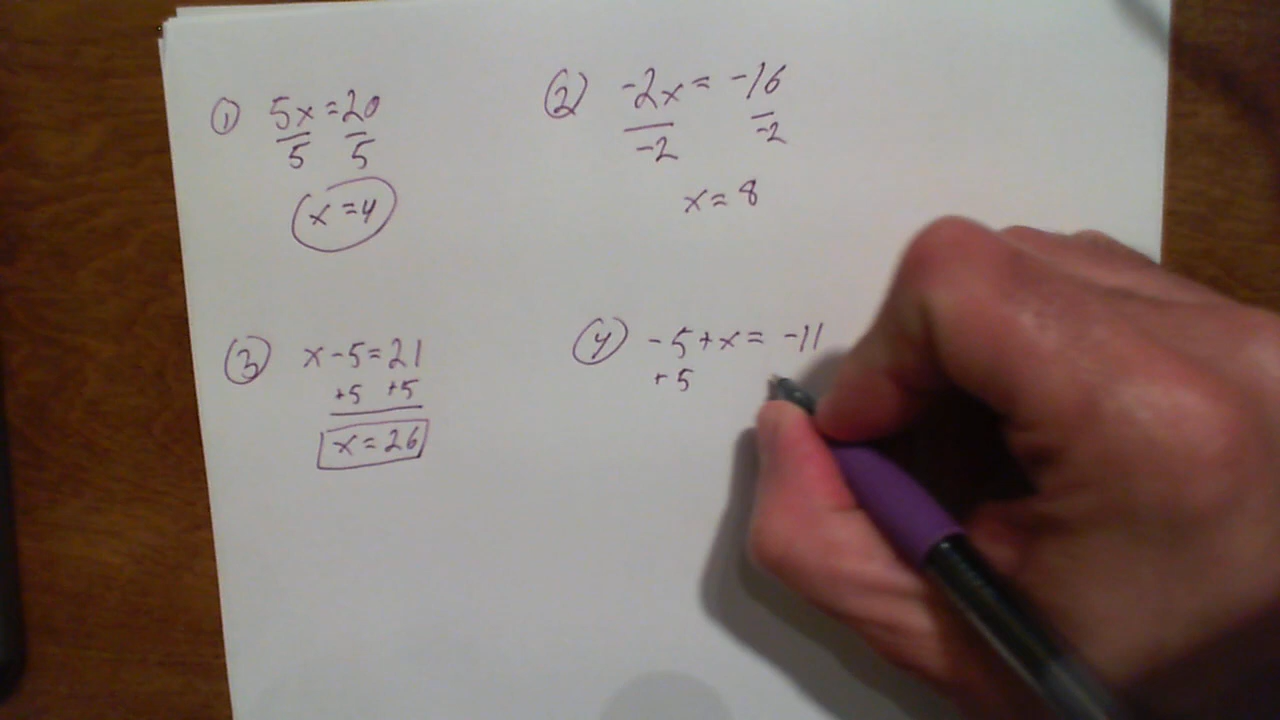 ① 5x = 20
5 5
x = 4
② -2x = -16
-2 -2
x = 8
③ x - 5 = 21
+5 +5
x = 26
④ -5 + x = -11
+5